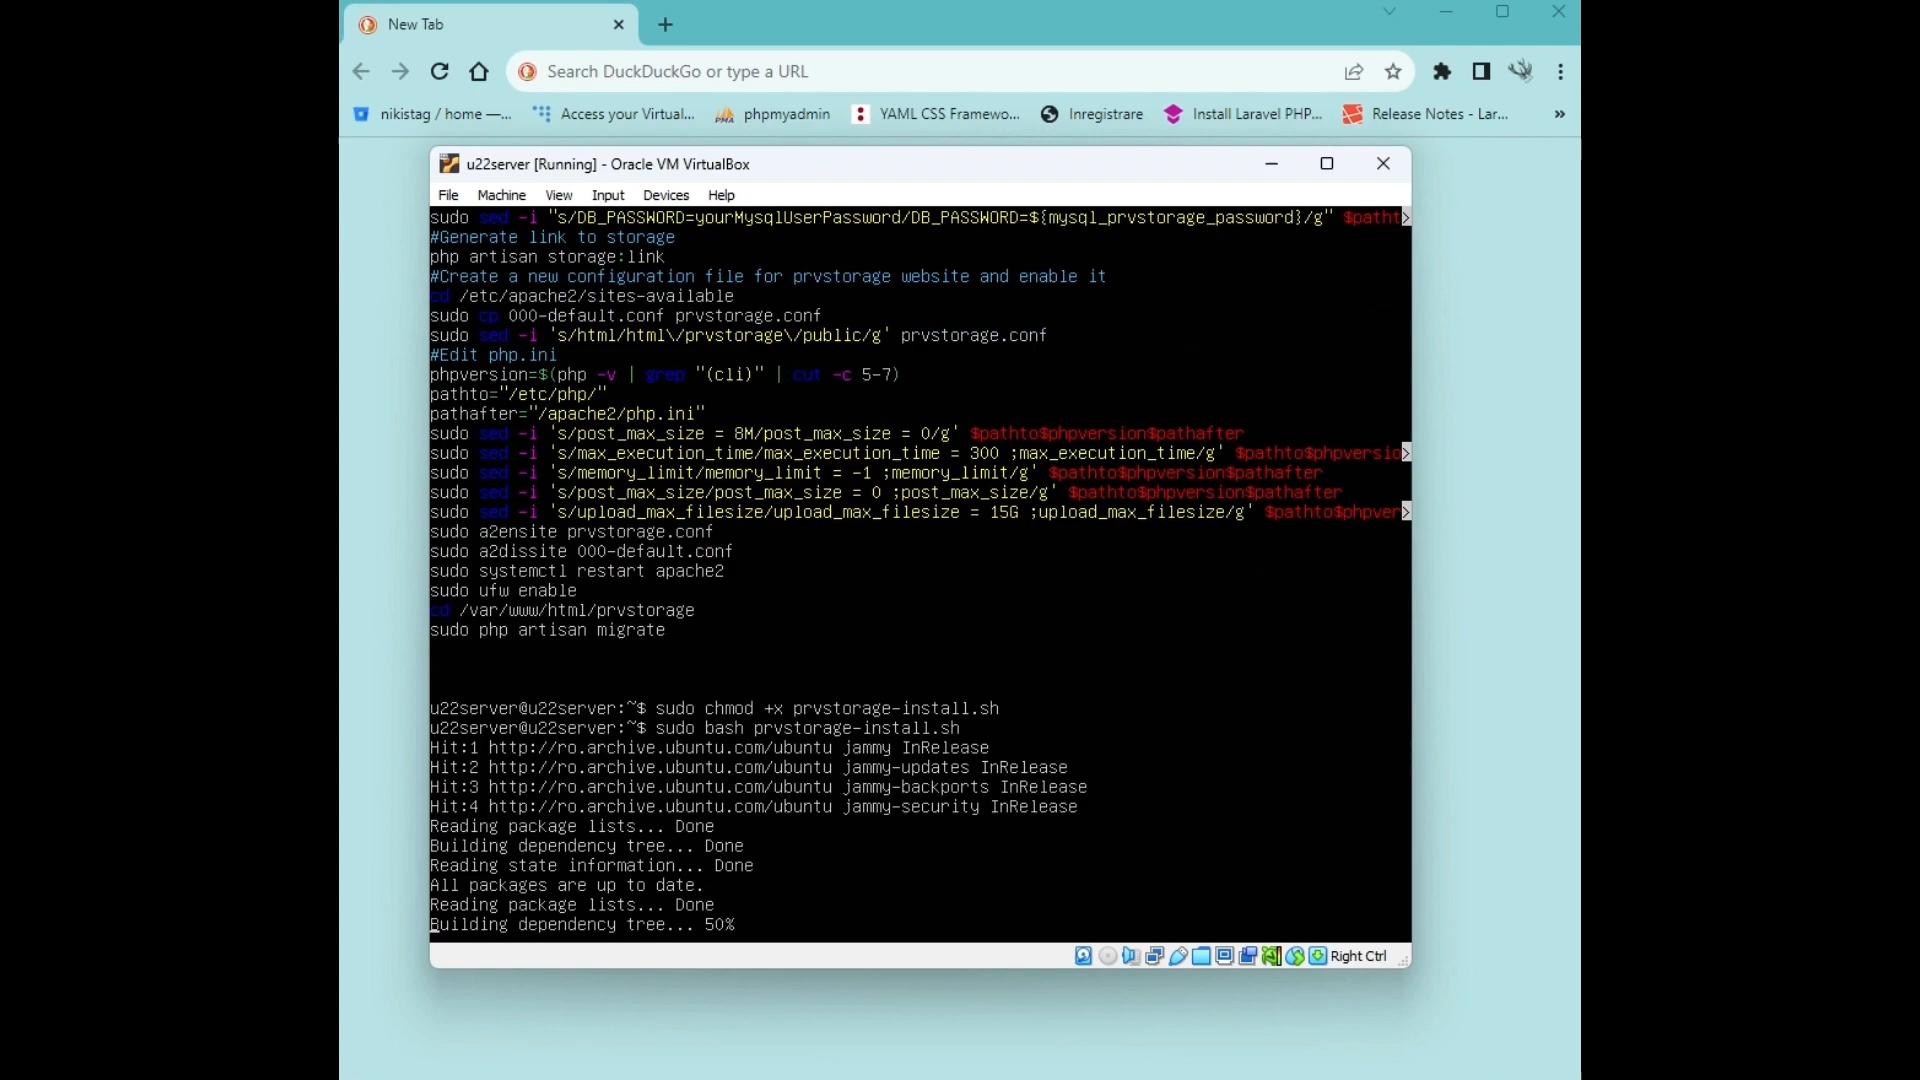 New Tab
Search DuckDuckGo or type a URL
nikistag / home —... Access your Virtual... phpmyadmin YAML CSS Framewo... Inregistrare Install Laravel PHP... Release Notes - Lar... »
u22server [Running] - Oracle VM VirtualBox
File Machine View Input Devices Help
sudo sed -i "s/DB_PASSWORD=yourMysqlUserPassword/DB_PASSWORD=${mysql_prvstorage_password}/g" $patht>
#Generate link to storage
php artisan storage:link
#Create a new configuration file for prvstorage website and enable it
cd /etc/apache2/sites-available
sudo cp 000-default.conf prvstorage.conf
sudo sed -i 's/html/html\/prvstorage\/public/g' prvstorage.conf
#Edit php.ini
phpversion=$(php -v | grep "(cli)" | cut -c 5-7)
pathto="/etc/php/"
pathafter="/apache2/php.ini"
sudo sed -i 's/post_max_size = 8M/post_max_size = 0/g' $pathto$phpversion$pathafter
sudo sed -i 's/max_execution_time/max_execution_time = 300 ;max_execution_time/g' $pathto$phpversio>
sudo sed -i 's/memory_limit/memory_limit = -1 ;memory_limit/g' $pathto$phpversion$pathafter
sudo sed -i 's/post_max_size/post_max_size = 0 ;post_max_size/g' $pathto$phpversion$pathafter
sudo sed -i 's/upload_max_filesize/upload_max_filesize = 15G ;upload_max_filesize/g' $pathto$phpver>
sudo a2ensite prvstorage.conf
sudo a2dissite 000-default.conf
sudo systemctl restart apache2
sudo ufw enable
cd /var/www/html/prvstorage
sudo php artisan migrate
u22server@u22server:~$ sudo chmod +x prvstorage-install.sh
u22server@u22server:~$ sudo bash prvstorage-install.sh
Hit:1 http://ro.archive.ubuntu.com/ubuntu jammy InRelease
Hit:2 http://ro.archive.ubuntu.com/ubuntu jammy-updates InRelease
Hit:3 http://ro.archive.ubuntu.com/ubuntu jammy-backports InRelease
Hit:4 http://ro.archive.ubuntu.com/ubuntu jammy-security InRelease
Reading package lists... Done
Building dependency tree... Done
Reading state information... Done
All packages are up to date.
Reading package lists... Done
Building dependency tree... 50%
Right Ctrl